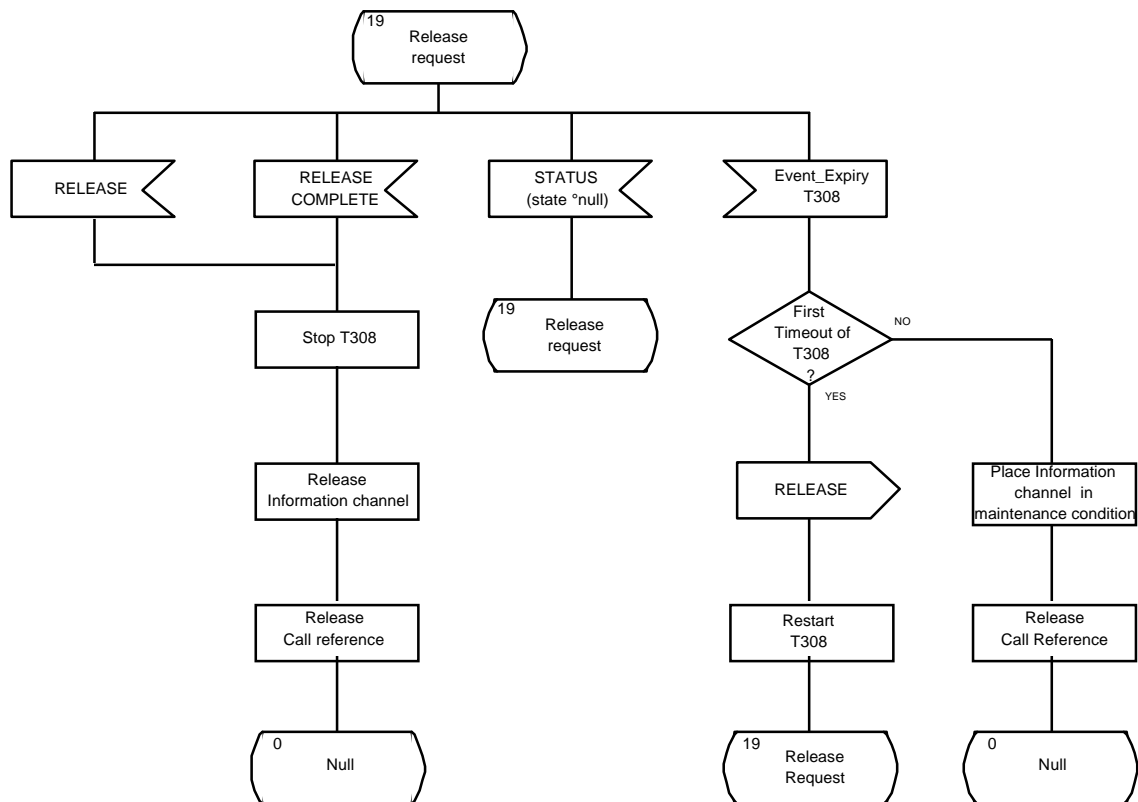 19
Release
request
RELEASE
RELEASE
COMPLETE
STATUS
(state °null)
Event_Expiry
T308
Stop T308
19
Release
request
First
Timeout of
T308
?
NO
YES
Release
Information channel
RELEASE
Place Information
channel in
maintenance condition
Release
Call reference
Restart
T308
Release
Call Reference
0
Null
19
Release
Request
0
Null